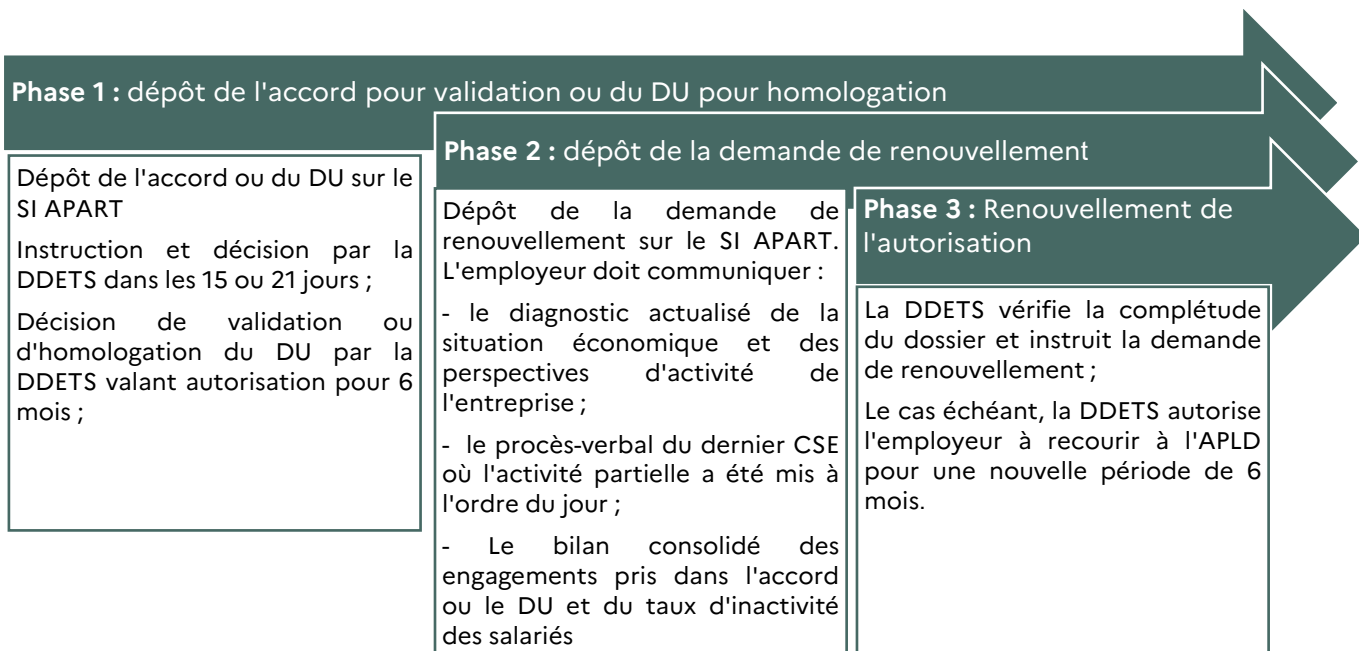 Phase 1 : dépôt de l'accord pour validation ou du DU pour homologation
Dépôt de l'accord ou du DU sur le
SI APART
Instruction et décision par la
DDETS dans les 15 ou 21 jours ;
Décision de validation ou
d'homologation du DU par la
DDETS valant autorisation pour 6
mois ;
Phase 2 : dépôt de la demande de renouvellement
Dépôt de la demande de
renouvellement sur le SI APART.
L'employeur doit communiquer :
- le diagnostic actualisé de la
situation économique et des
perspectives d'activité de
l'entreprise ;
- le procès-verbal du dernier CSE
où l'activité partielle a été mis à
l'ordre du jour ;
- Le bilan consolidé des
engagements pris dans l'accord
ou le DU et du taux d'inactivité
des salariés
Phase 3 : Renouvellement de
l'autorisation
La DDETS vérifie la complétude
du dossier et instruit la demande
de renouvellement ;
Le cas échéant, la DDETS autorise
l'employeur à recourir à l'APLD
pour une nouvelle période de 6
mois.